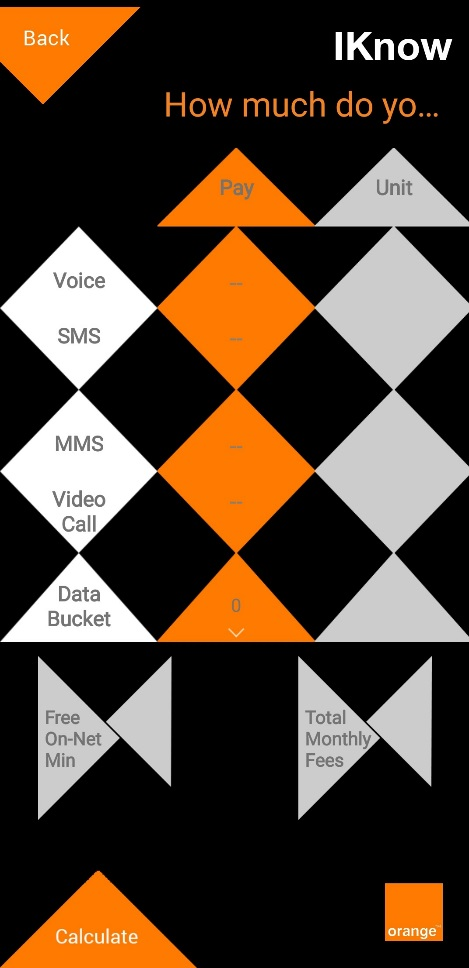 Back
IKnow
How much do yo...
Pay
Unit
Voice
--
SMS
--
MMS
--
Video
Call
--
Data
Bucket
0
Free
On-Net
Min
Total
Monthly
Fees
Calculate
orange™